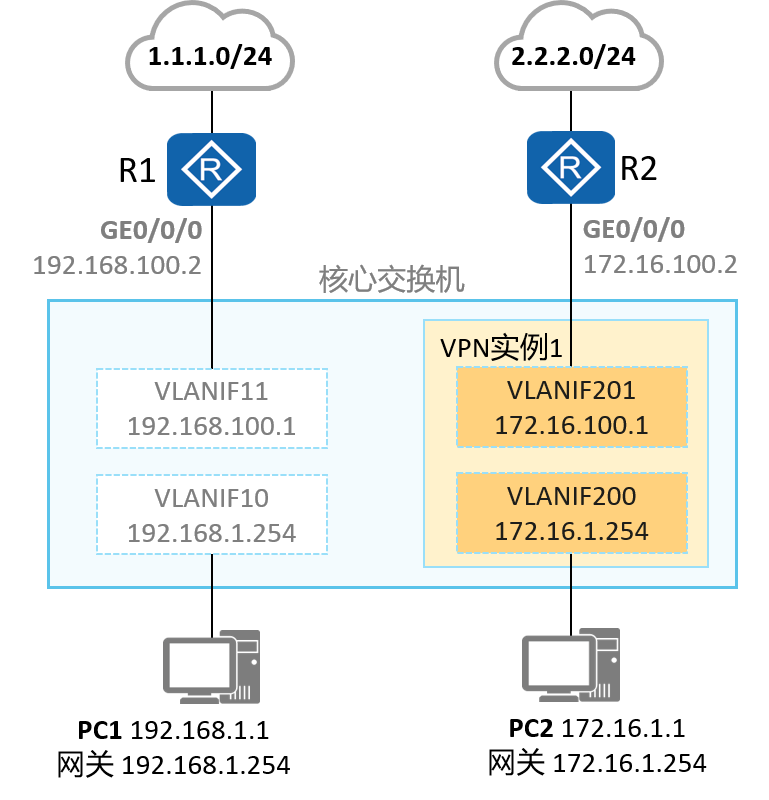 1.1.1.0/24
2.2.2.0/24
R1
R
R
R2
GE0/0/0
192.168.100.2
GE0/0/0
172.16.100.2
核心交换机
VPN实例1
VLANIF11
192.168.100.1
VLANIF201
172.16.100.1
VLANIF10
192.168.1.254
VLANIF200
172.16.1.254
PC1 192.168.1.1
网关 192.168.1.254
PC2 172.16.1.1
网关 172.16.1.254